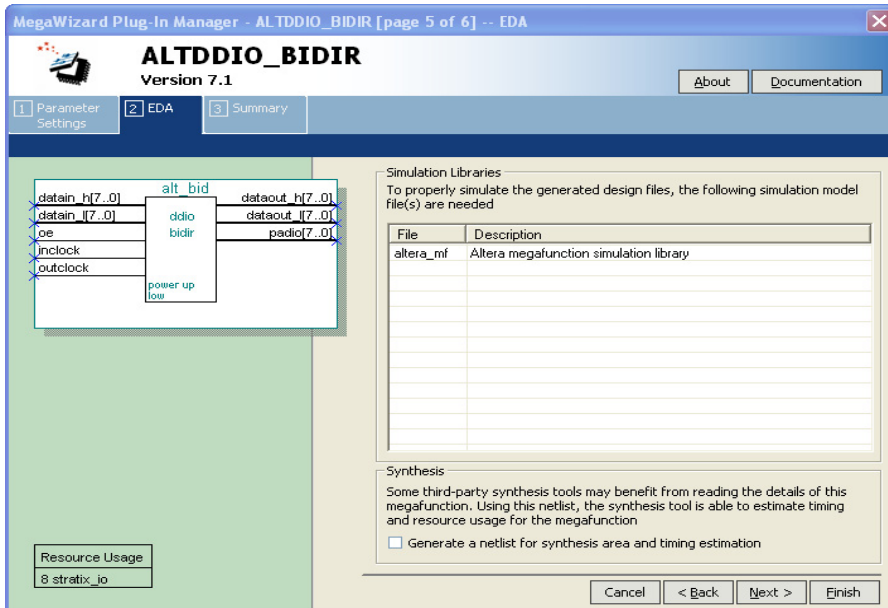 MegaWizard Plug-In Manager - ALTDDIO_BIDIR [page 5 of 6] -- EDA
ALTDDIO_BIDIR
Version 7.1
About
Documentation
1 Parameter Settings
2 EDA
3 Summary
alt_bid
datain_h[7..0]
dataout_h[7..0]
datain_l[7..0]
ddio
dataout_l[7..0]
oe
bidir
padio[7..0]
inclock
outclock
power up
low
Resource Usage
8 stratix_io
Simulation Libraries
To properly simulate the generated design files, the following simulation model
file(s) are needed
File Description
altera_mf Altera megafunction simulation library
Synthesis
Some third-party synthesis tools may benefit from reading the details of this
megafunction. Using this netlist, the synthesis tool is able to estimate timing
and resource usage for the megafunction
Generate a netlist for synthesis area and timing estimation
Cancel
< Back
Next >
Finish